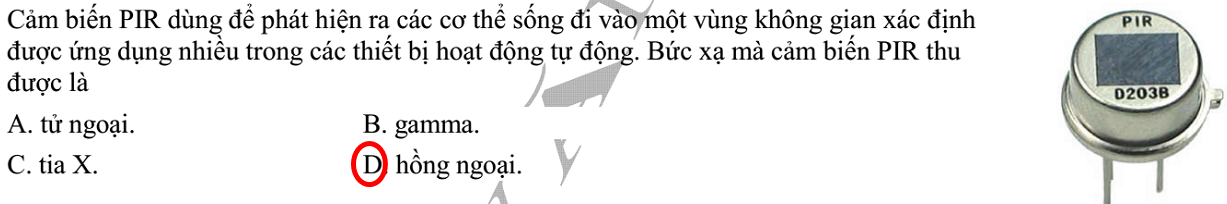 Cảm biến PIR dùng để phát hiện ra các cơ thể sống đi vào một vùng không gian xác định
được ứng dụng nhiều trong các thiết bị hoạt động tự động. Bức xạ mà cảm biến PIR thu
được là
A. tử ngoại.
B. gamma.
C. tia X.
D. hồng ngoại.
PIR
D203B